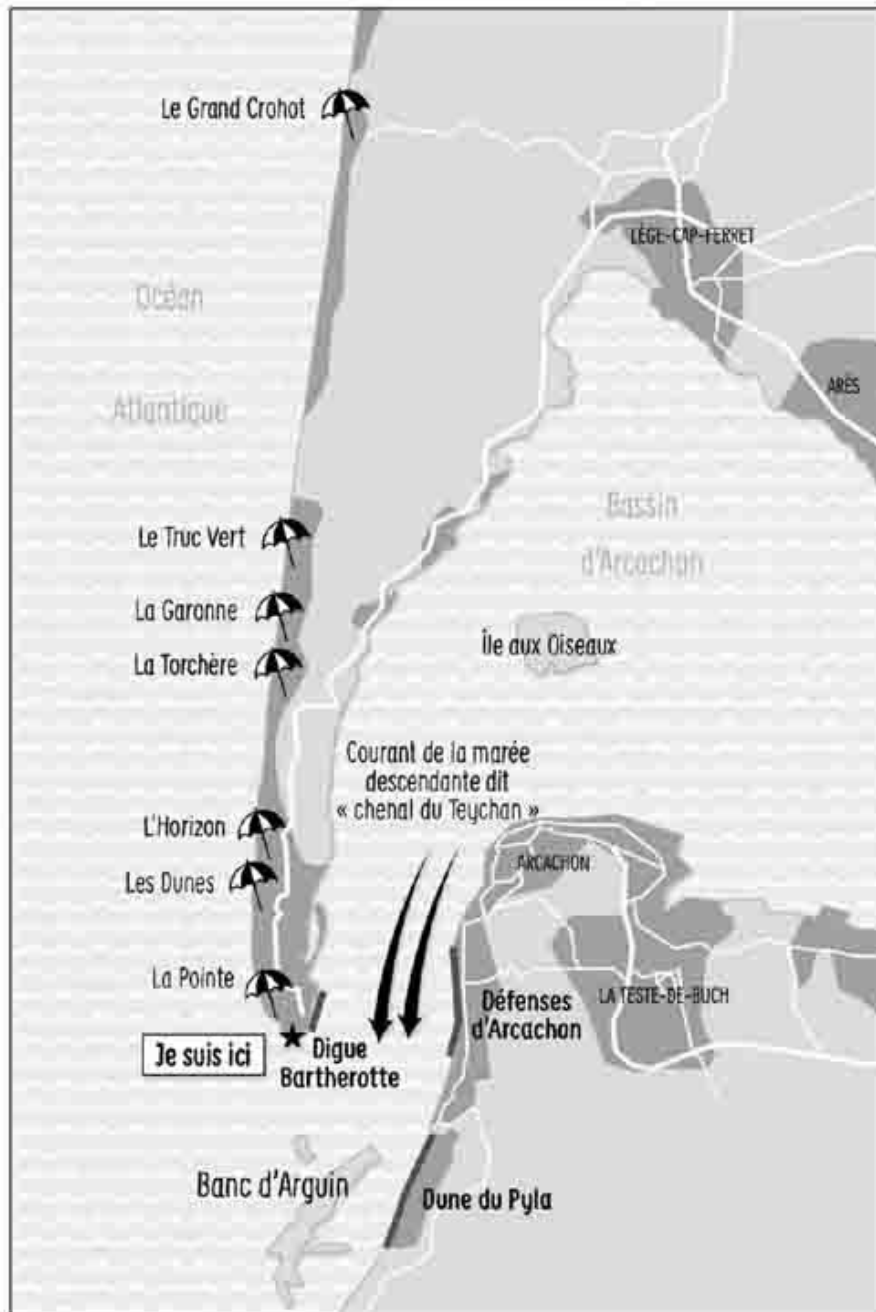 Le Grand Crohot
LÈGE-CAP-FERRET
Océan
Atlantique
ARÈS
Bassin
d'Arcachon
Le Truc Vert
La Garonne
La Torchère
Île aux Oiseaux
Courant de la marée
descendante dit
« chenal du Teychan »
L'Horizon
Les Dunes
ARCACHON
La Pointe
LA TESTE-DE-BUCH
Défenses
d'Arcachon
Je suis ici
Digue
Bartherotte
Banc d'Arguin
Dune du Pyla